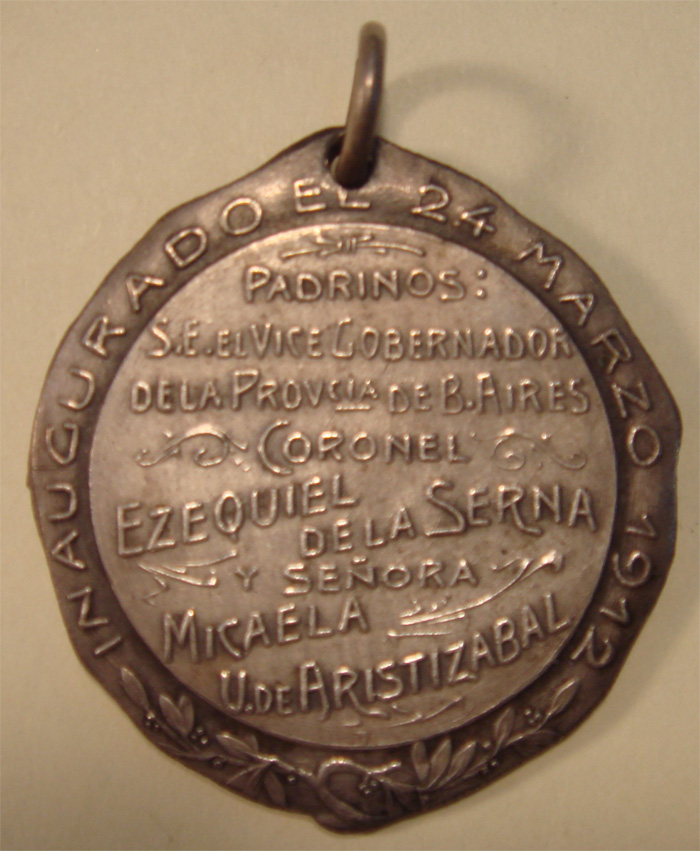 INAUGURADO EL 24 MARZO 1912
PADRINOS:
S.E. EL VICE GOBERNADOR
DE LA PROVCIA DE B. AIRES
CORONEL
EZEQUIEL
DE LA SERNA
Y SEÑORA
MICAELA
U. DE ARISTIZABAL